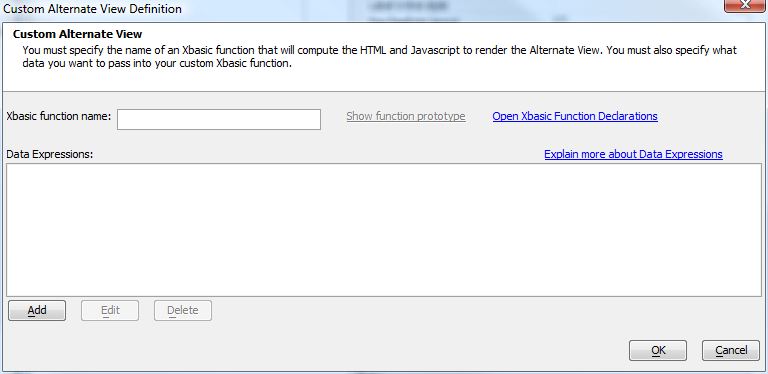 Custom Alternate View Definition
Custom Alternate View
You must specify the name of an Xbasic function that will compute the HTML and Javascript to render the Alternate View. You must also specify what
data you want to pass into your custom Xbasic function.
Xbasic function name: Show function prototype Open Xbasic Function Declarations
Data Expressions: Explain more about Data Expressions
Add Edit Delete
OK Cancel